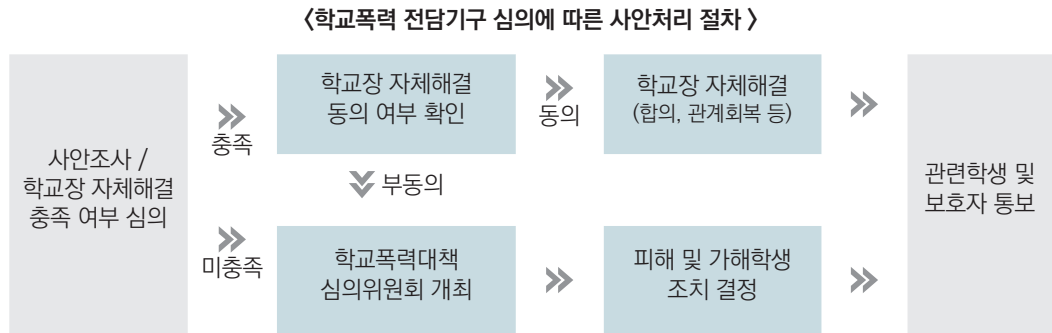 〈학교폭력 전담기구 심의에 따른 사안처리 절차 〉
사안조사 /
학교장 자체해결
충족 여부 심의
충족
학교장 자체해결
동의 여부 확인
동의
학교장 자체해결
(합의, 관계회복 등)
부동의
미충족
학교폭력대책
심의위원회 개최
피해 및 가해학생
조치 결정
관련학생 및
보호자 통보